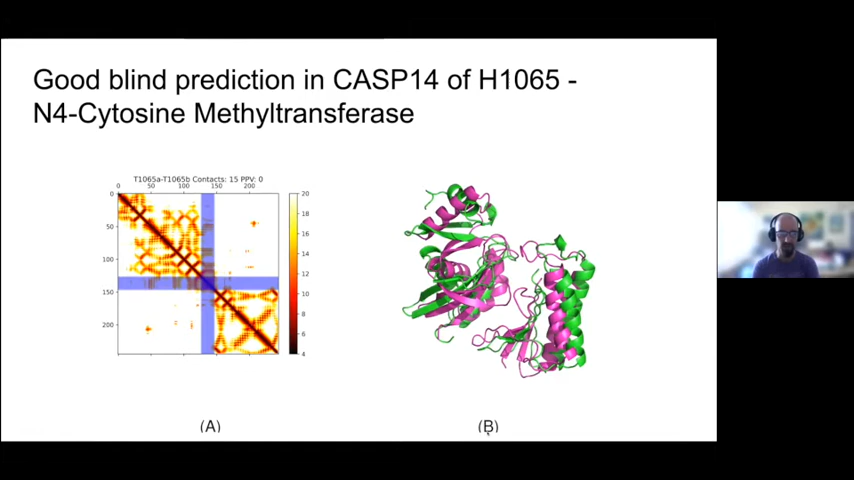 Good blind prediction in CASP14 of H1065 -
N4-Cytosine Methyltransferase
T1065a-T1065b Contacts: 15 PPV: 0
0 50 100 150 200
0
50
100
150
200
20
18
16
14
12
10
8
6
4
(A)
(B)